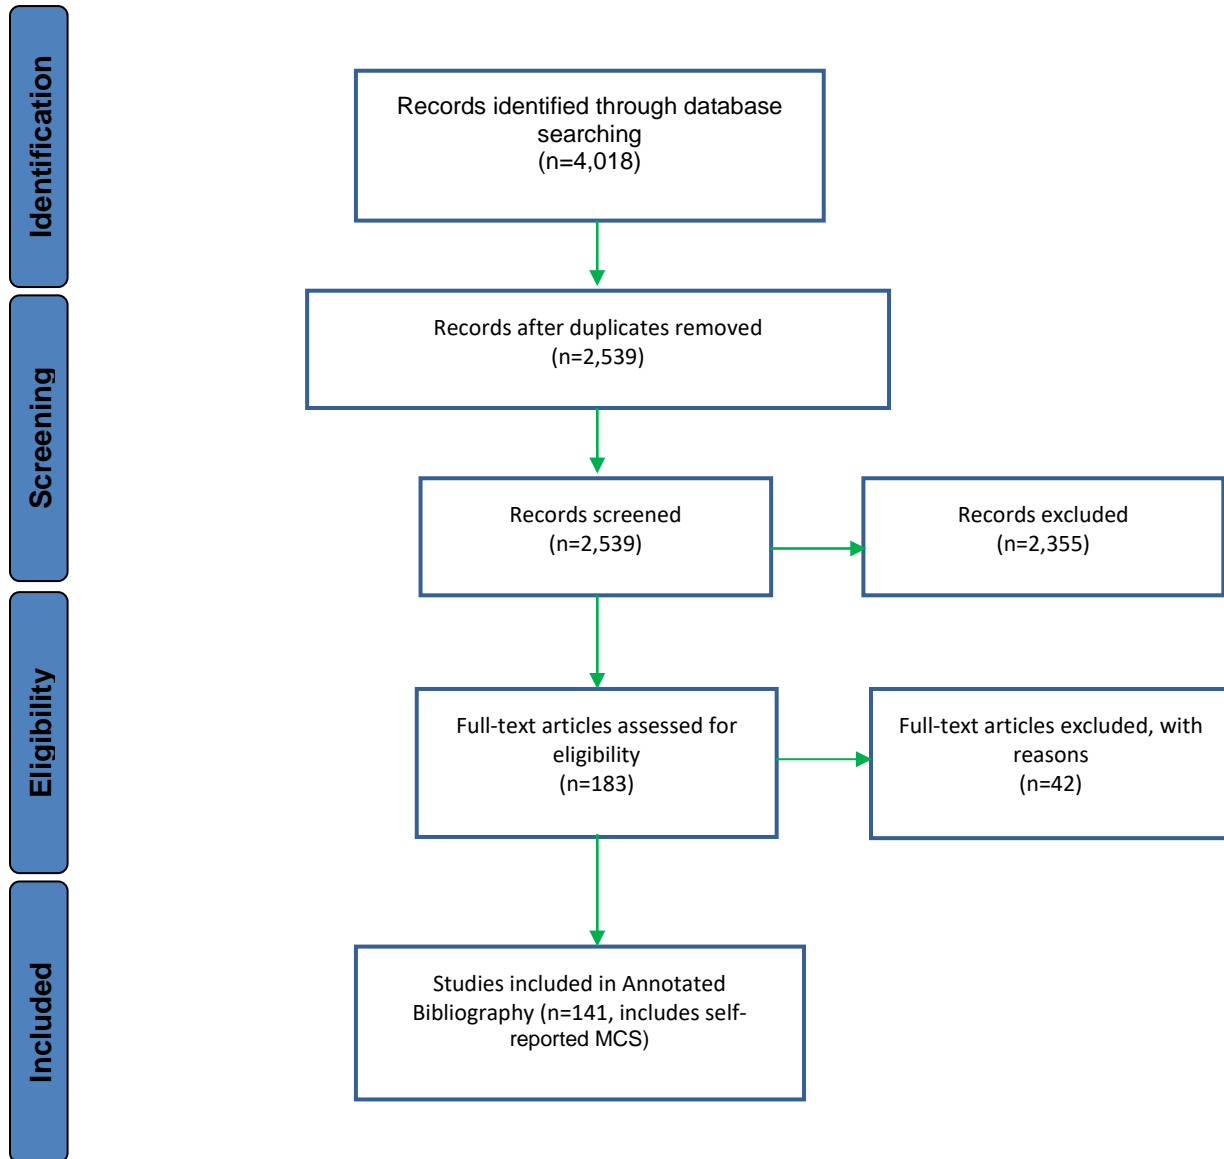 Identification
Records identified through database
searching
(n=4,018)
Screening
Records after duplicates removed
(n=2,539)
Records screened
(n=2,539)
Records excluded
(n=2,355)
Eligibility
Full-text articles assessed for
eligibility
(n=183)
Full-text articles excluded, with
reasons
(n=42)
Included
Studies included in Annotated
Bibliography (n=141, includes self-
reported MCS)